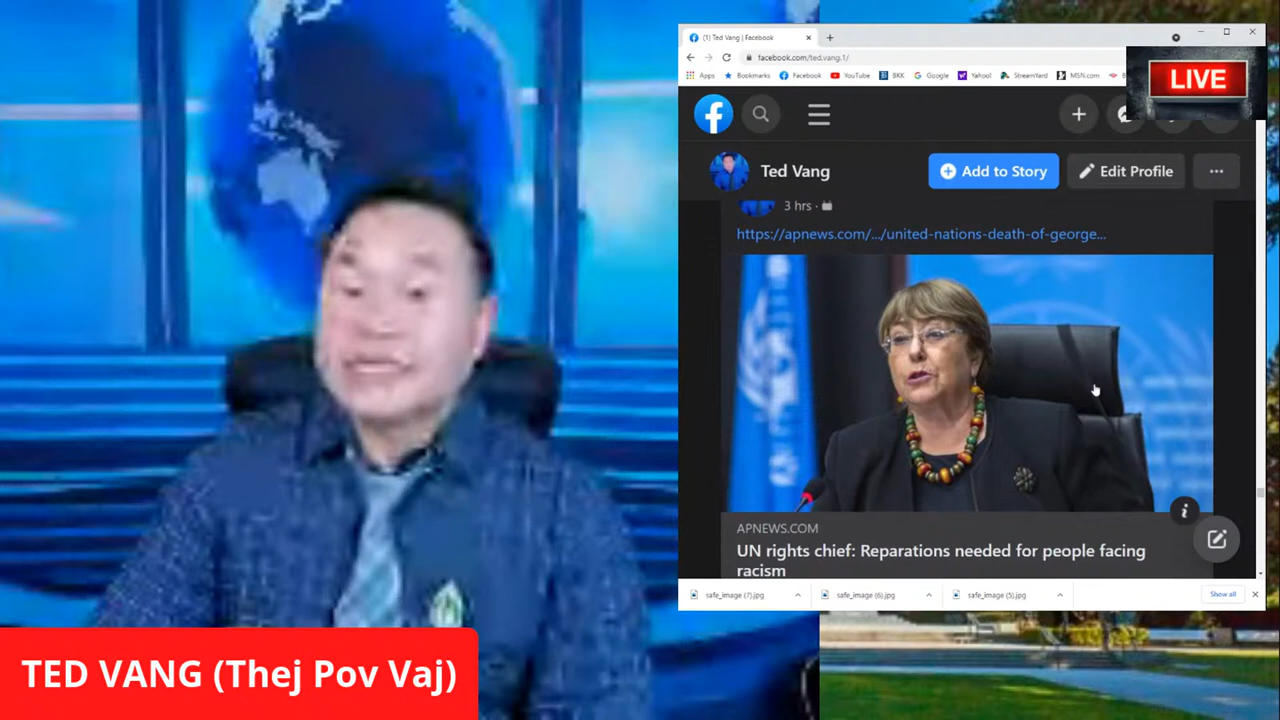 (1) Ted Vang | Facebook
facebook.com/ted.vang.1/
Apps Bookmarks Facebook YouTube BKK Google Yahoo! StreamYard MSN.com
LIVE
Ted Vang
Add to Story
Edit Profile
3 hrs
https://apnews.com/.../united-nations-death-of-george...
APNEWS.COM
UN rights chief: Reparations needed for people facing
racism
safe_image (7).jpg safe_image (6).jpg safe_image (5).jpg Show all
TED VANG (Thej Pov Vaj)